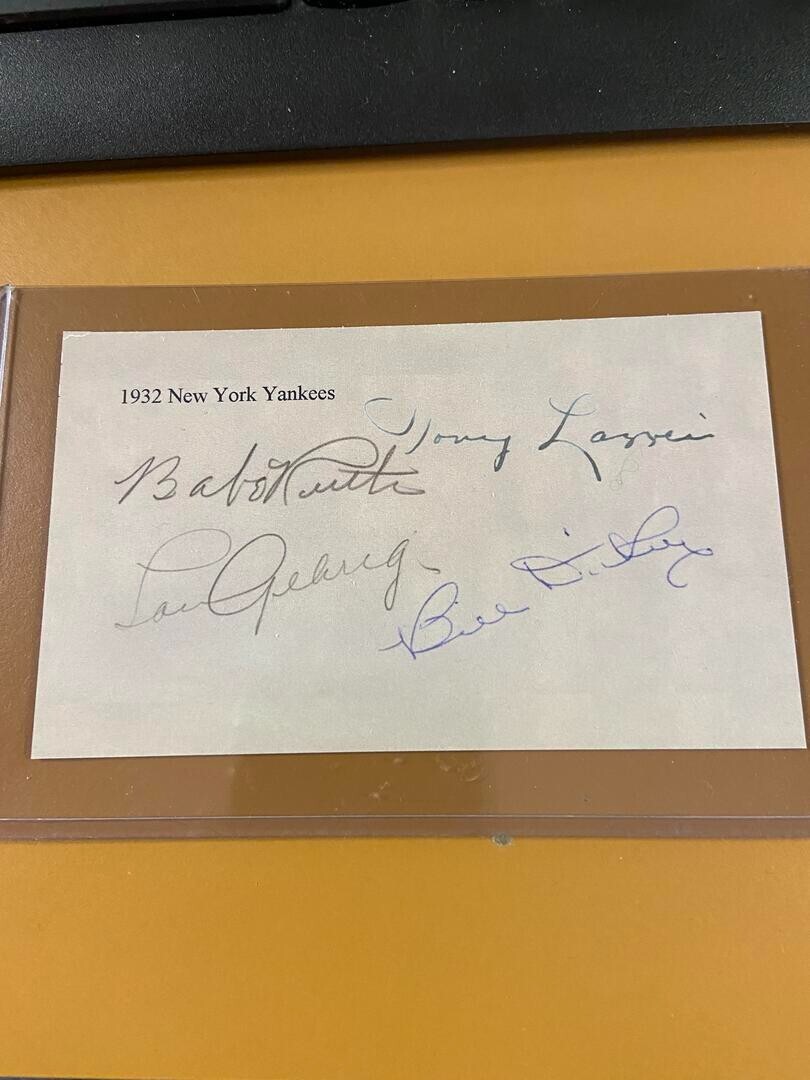 1932 New York Yankees
Tony Lazzeri
Babe Ruth
Lou Gehrig
Bill Dickey